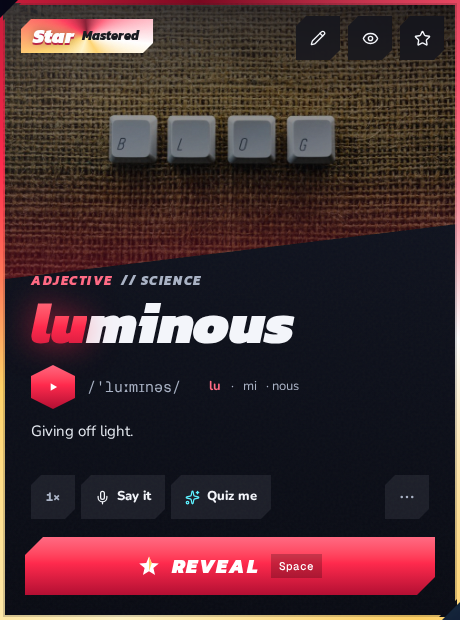 Star Mastered
B L O G
ADJECTIVE // SCIENCE
luminous
/ˈluːmɪnəs/ lu · mi · nous
Giving off light.
1× Say it Quiz me ...
REVEAL Space